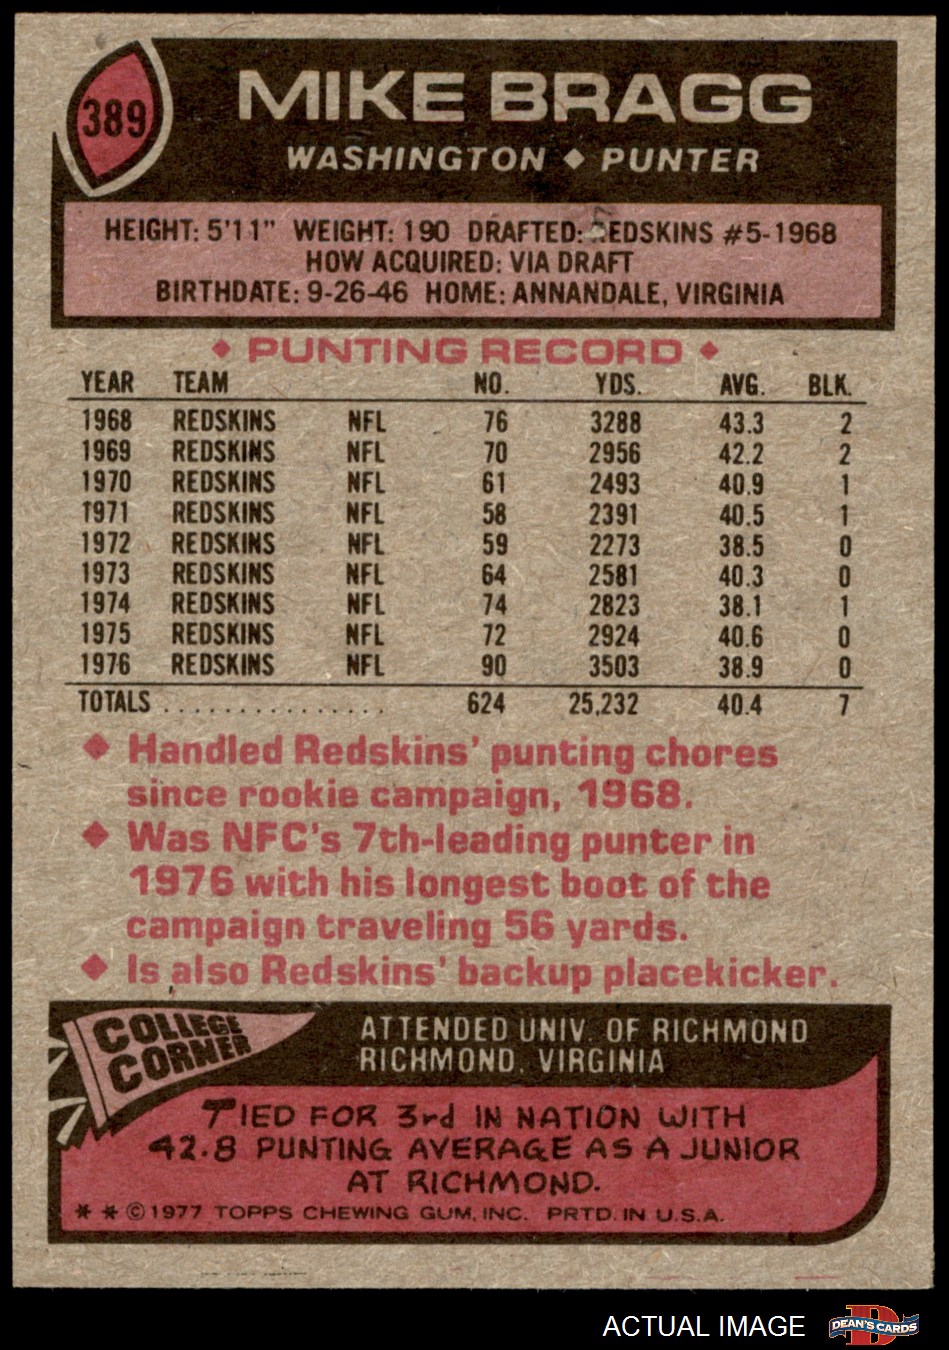 389
MIKE BRAGG
WASHINGTON ◆ PUNTER
HEIGHT: 5'11" WEIGHT: 190 DRAFTED: REDSKINS #5-1968
HOW ACQUIRED: VIA DRAFT
BIRTHDATE: 9-26-46 HOME: ANNANDALE, VIRGINIA
◆ PUNTING RECORD ◆
YEAR TEAM NO. YDS. AVG. BLK.
1968 REDSKINS NFL 76 3288 43.3 2
1969 REDSKINS NFL 70 2956 42.2 2
1970 REDSKINS NFL 61 2493 40.9 1
1971 REDSKINS NFL 58 2391 40.5 1
1972 REDSKINS NFL 59 2273 38.5 0
1973 REDSKINS NFL 64 2581 40.3 0
1974 REDSKINS NFL 74 2823 38.1 1
1975 REDSKINS NFL 72 2924 40.6 0
1976 REDSKINS NFL 90 3503 38.9 0
TOTALS . . . . . . . . . . . . . . . 624 25,232 40.4 7
◆ Handled Redskins' punting chores
since rookie campaign, 1968.
◆ Was NFC's 7th-leading punter in
1976 with his longest boot of the
campaign traveling 56 yards.
◆ Is also Redskins' backup placekicker.
COLLEGE
CORNER
ATTENDED UNIV. OF RICHMOND
RICHMOND, VIRGINIA
TIED FOR 3rd IN NATION WITH
42.8 PUNTING AVERAGE AS A JUNIOR
AT RICHMOND.
* * © 1977 TOPPS CHEWING GUM, INC. PRTD. IN U.S.A.
ACTUAL IMAGE
D
DEAN'S CARDS